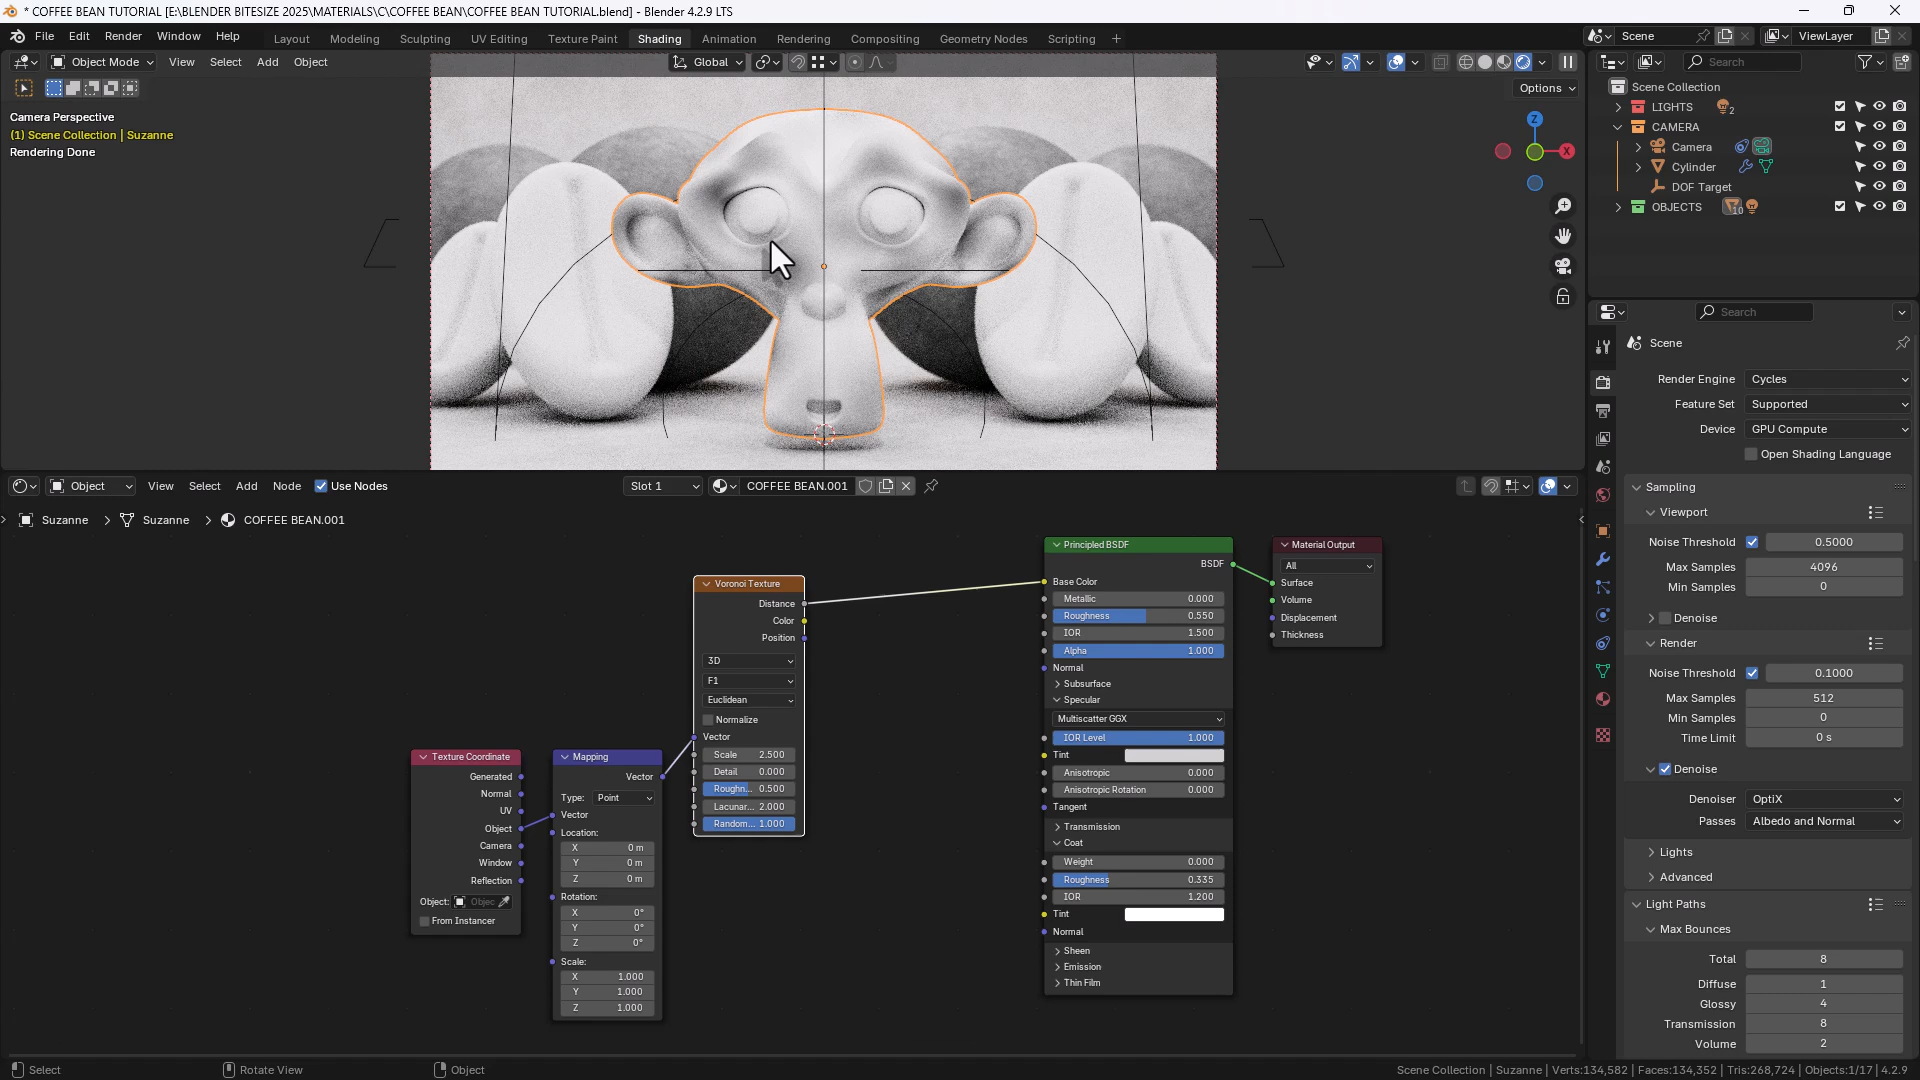 * COFFEE BEAN TUTORIAL [E:\BLENDER BITESIZE 2025\MATERIALS\C\COFFEE BEAN\COFFEE BEAN TUTORIAL.blend] - Blender 4.2.9 LTS
File Edit Render Window Help Layout Modeling Sculpting UV Editing Texture Paint Shading Animation Rendering Compositing Geometry Nodes Scripting + Scene ViewLayer
Object Mode View Select Add Object Global Search
Options
Camera Perspective
(1) Scene Collection | Suzanne
Rendering Done
Z
X
Scene Collection
LIGHTS 2
CAMERA
Camera
Cylinder
DOF Target
OBJECTS 10
Search
Scene
Render Engine Cycles
Feature Set Supported
Device GPU Compute
Open Shading Language
Sampling
Viewport
Noise Threshold 0.5000
Max Samples 4096
Min Samples 0
Denoise
Render
Noise Threshold 0.1000
Max Samples 512
Min Samples 0
Time Limit 0 s
Denoise
Denoiser OptiX
Passes Albedo and Normal
Lights
Advanced
Light Paths
Max Bounces
Total 8
Diffuse 1
Glossy 4
Transmission 8
Volume 2
Object View Select Add Node Use Nodes Slot 1 COFFEE BEAN.001
Suzanne > Suzanne > COFFEE BEAN.001
Texture Coordinate
Generated
Normal
UV
Object
Camera
Window
Reflection
Object: Objec
From Instancer
Mapping
Vector
Type: Point
Vector
Location:
X 0 m
Y 0 m
Z 0 m
Rotation:
X 0°
Y 0°
Z 0°
Scale:
X 1.000
Y 1.000
Z 1.000
Voronoi Texture
Distance
Color
Position
3D
F1
Euclidean
Normalize
Vector
Scale 2.500
Detail 0.000
Roughn... 0.500
Lacunar... 2.000
Random... 1.000
Principled BSDF
BSDF
Base Color
Metallic 0.000
Roughness 0.550
IOR 1.500
Alpha 1.000
Normal
Subsurface
Specular
Multiscatter GGX
IOR Level 1.000
Tint
Anisotropic 0.000
Anisotropic Rotation 0.000
Tangent
Transmission
Coat
Weight 0.000
Roughness 0.335
IOR 1.200
Tint
Normal
Sheen
Emission
Thin Film
Material Output
All
Surface
Volume
Displacement
Thickness
Select Rotate View Object Scene Collection | Suzanne | Verts:134,582 | Faces:134,352 | Tris:268,724 | Objects:1/17 | 4.2.9